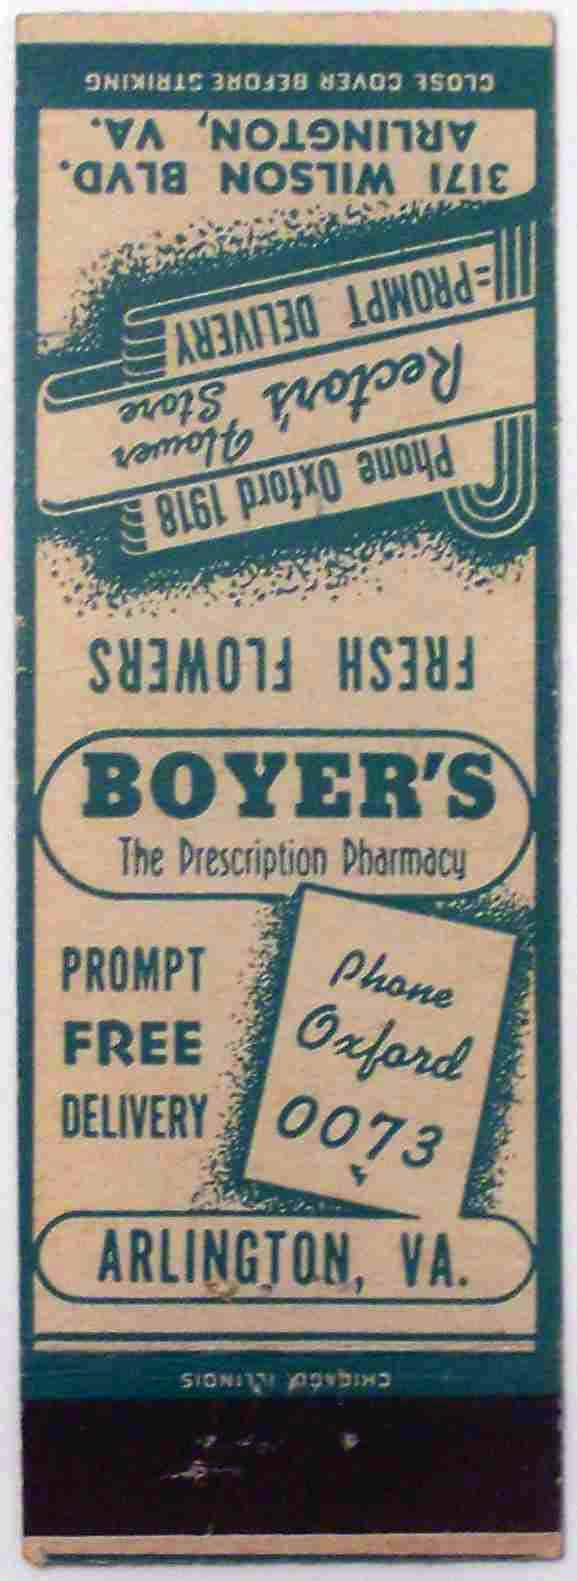 CLOSE COVER BEFORE STRIKING
3171 WILSON BLVD.
ARLINGTON, VA.
=PROMPT DELIVERY
Rector's Flower
Store
Phone Oxford 1918
FRESH FLOWERS
BOYER'S
The Prescription Pharmacy
PROMPT
FREE
DELIVERY
Phone
Oxford
0073
ARLINGTON, VA.
CHICAGO, ILLINOIS